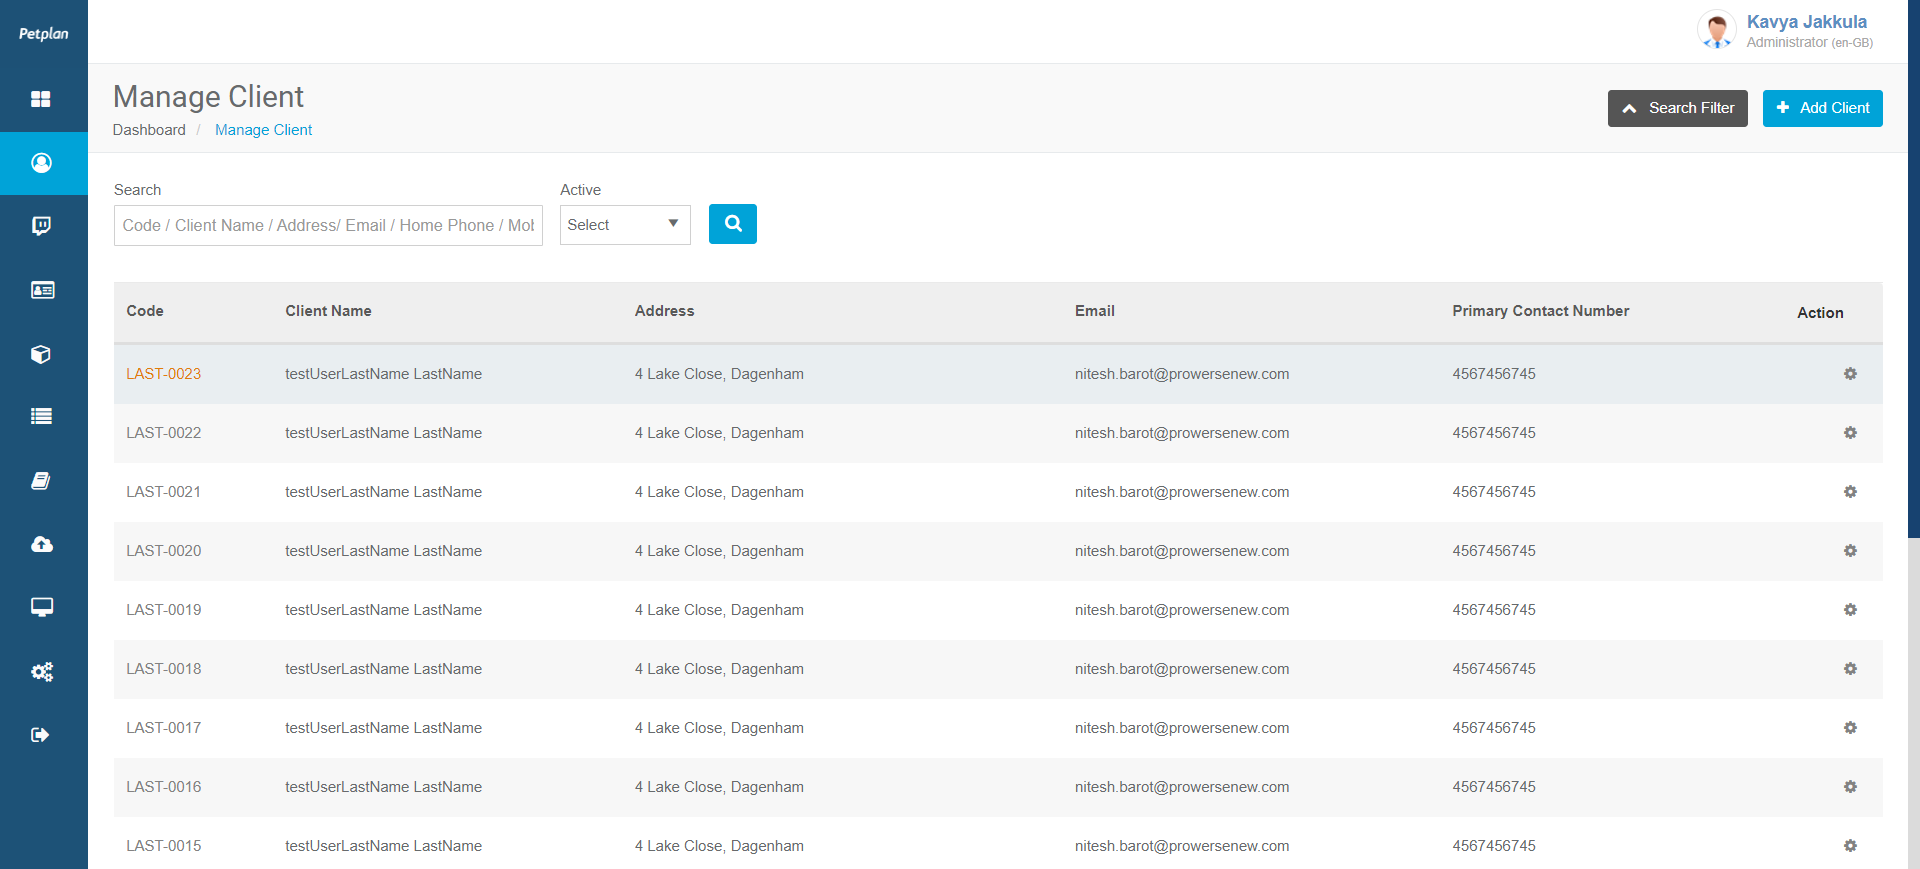 Petplan
Kavya Jakkula
Administrator (en-GB)
Manage Client
Dashboard / Manage Client
Search Filter
Add Client
Search
Active
Code / Client Name / Address/ Email / Home Phone / Mob
Select
Code Client Name Address Email Primary Contact Number Action
LAST-0023 testUserLastName LastName 4 Lake Close, Dagenham nitesh.barot@prowersenew.com 4567456745
LAST-0022 testUserLastName LastName 4 Lake Close, Dagenham nitesh.barot@prowersenew.com 4567456745
LAST-0021 testUserLastName LastName 4 Lake Close, Dagenham nitesh.barot@prowersenew.com 4567456745
LAST-0020 testUserLastName LastName 4 Lake Close, Dagenham nitesh.barot@prowersenew.com 4567456745
LAST-0019 testUserLastName LastName 4 Lake Close, Dagenham nitesh.barot@prowersenew.com 4567456745
LAST-0018 testUserLastName LastName 4 Lake Close, Dagenham nitesh.barot@prowersenew.com 4567456745
LAST-0017 testUserLastName LastName 4 Lake Close, Dagenham nitesh.barot@prowersenew.com 4567456745
LAST-0016 testUserLastName LastName 4 Lake Close, Dagenham nitesh.barot@prowersenew.com 4567456745
LAST-0015 testUserLastName LastName 4 Lake Close, Dagenham nitesh.barot@prowersenew.com 4567456745